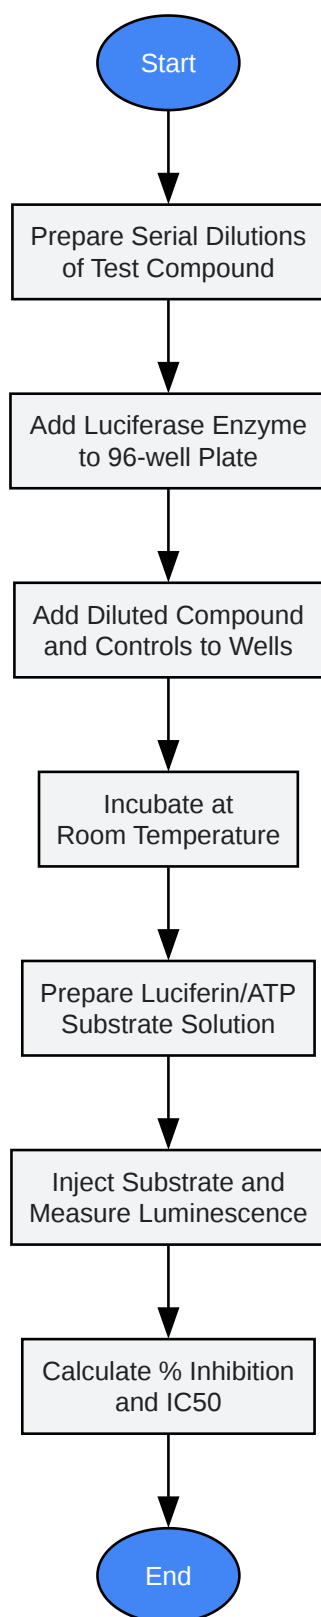 Start
Prepare Serial Dilutions
of Test Compound
Add Luciferase Enzyme
to 96-well Plate
Add Diluted Compound
and Controls to Wells
Incubate at
Room Temperature
Prepare Luciferin/ATP
Substrate Solution
Inject Substrate and
Measure Luminescence
Calculate % Inhibition
and IC50
End